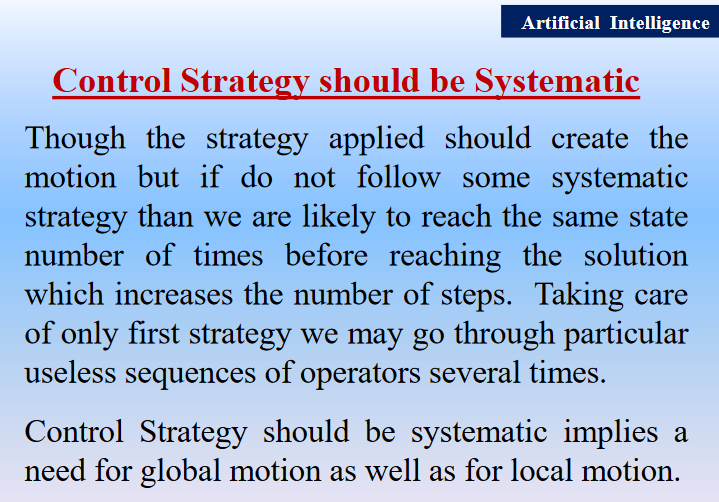 Artificial Intelligence
Control Strategy should be Systematic
Though the strategy applied should create the
motion but if do not follow some systematic
strategy than we are likely to reach the same state
number of times before reaching the solution
which increases the number of steps. Taking care
of only first strategy we may go through particular
useless sequences of operators several times.
Control Strategy should be systematic implies a
need for global motion as well as for local motion.